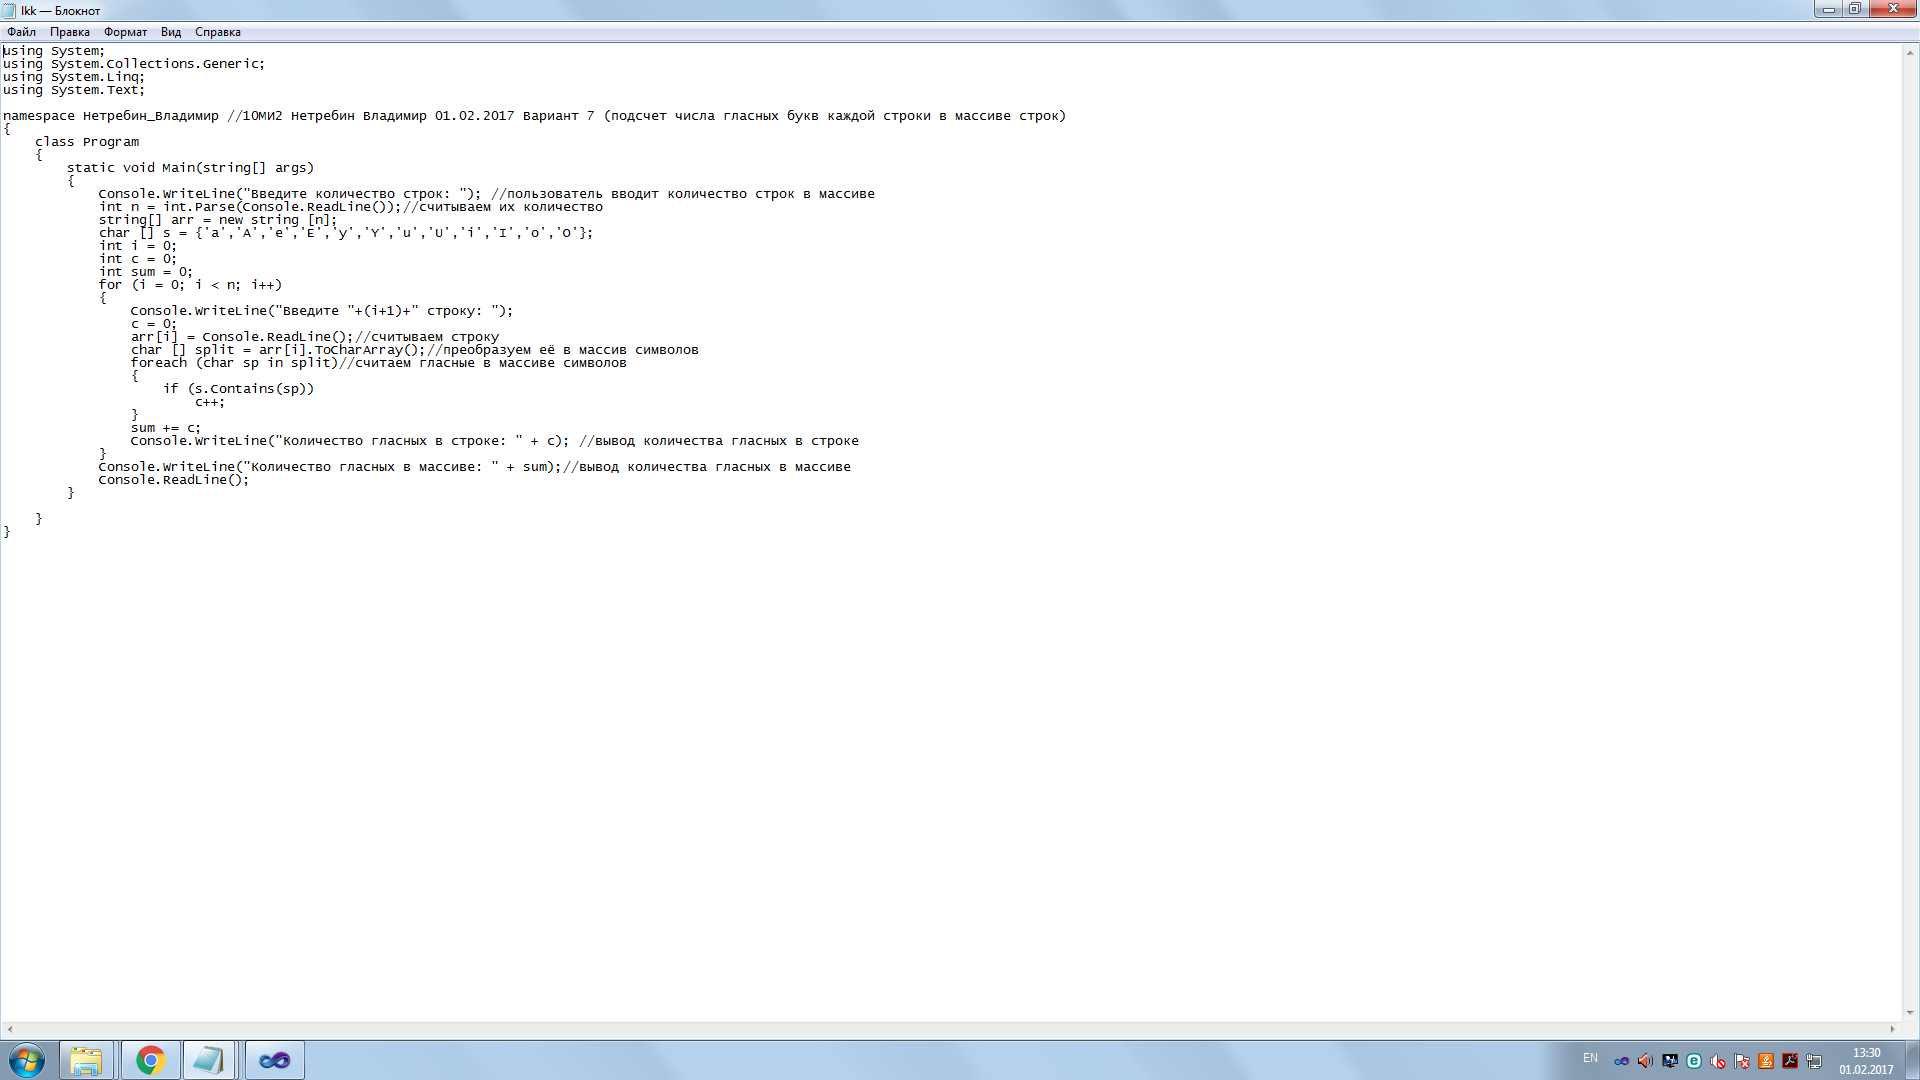 lkk — Блокнот
Файл Правка Формат Вид Справка
using System;
using System.Collections.Generic;
using System.Linq;
using System.Text;
namespace Нетребин_Владимир //10МИ2 Нетребин Владимир 01.02.2017 Вариант 7 (подсчет числа гласных букв каждой строки в массиве строк)
{
class Program
{
static void Main(string[] args)
{
Console.WriteLine("Введите количество строк: "); //пользователь вводит количество строк в массиве
int n = int.Parse(Console.ReadLine());//считываем их количество
string[] arr = new string [n];
char [] s = {'a','A','e','E','y','Y','u','U','i','I','o','O'};
int i = 0;
int c = 0;
int sum = 0;
for (i = 0; i < n; i++)
{
Console.WriteLine("Введите "+(i+1)+" строку: ");
c = 0;
arr[i] = Console.ReadLine();//считываем строку
char [] split = arr[i].ToCharArray();//преобразуем её в массив символов
foreach (char sp in split)//считаем гласные в массиве символов
{
if (s.Contains(sp))
c++;
}
sum += c;
Console.WriteLine("Количество гласных в строке: " + c); //вывод количества гласных в строке
}
Console.WriteLine("Количество гласных в массиве: " + sum);//вывод количества гласных в массиве
Console.ReadLine();
}
}
}
EN
13:30
01.02.2017